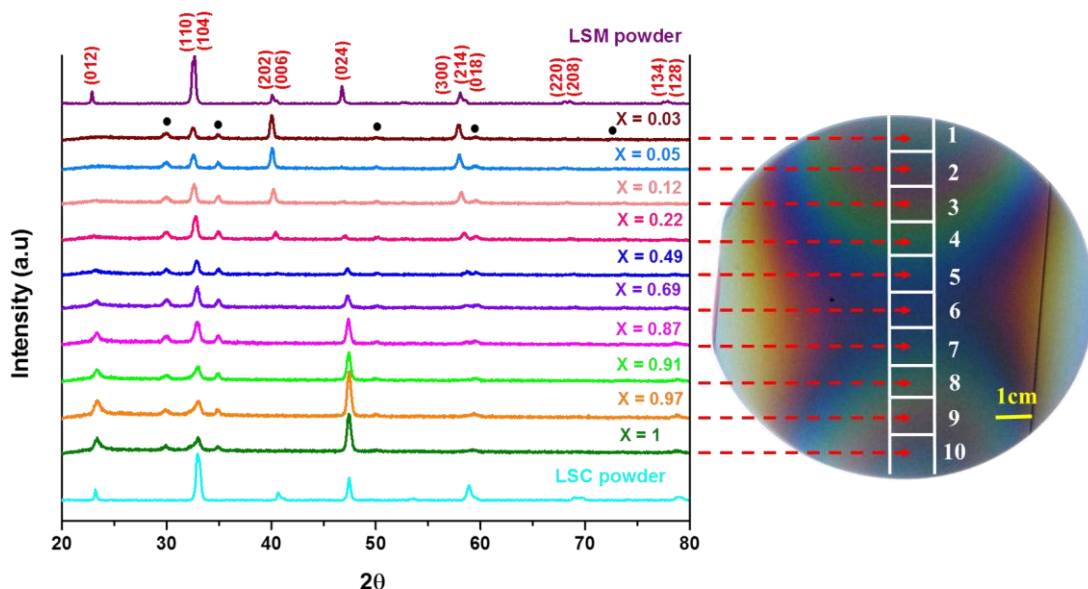 LSM powder
(012)
(110)
(104)
(202)
(006)
(024)
(300)
(214)
(018)
(220)
(208)
(134)
(128)
X = 0.03
X = 0.05
X = 0.12
X = 0.22
X = 0.49
X = 0.69
X = 0.87
X = 0.91
X = 0.97
X = 1
LSC powder
Intensity (a.u)
20 30 40 50 60 70 80
2θ
1
2
3
4
5
6
7
8
9
10
1cm